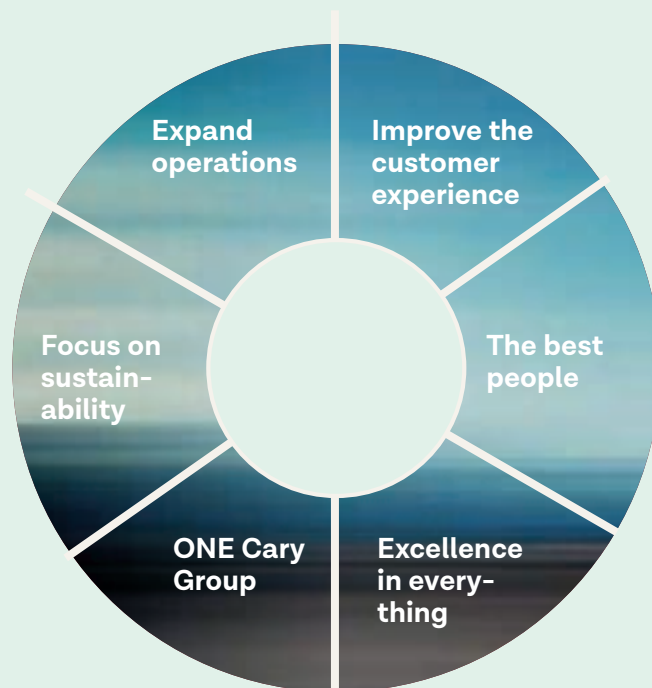 Expand
operations
Improve the
customer
experience
The best
people
Excellence
in every-
thing
ONE Cary
Group
Focus on
sustain-
ability